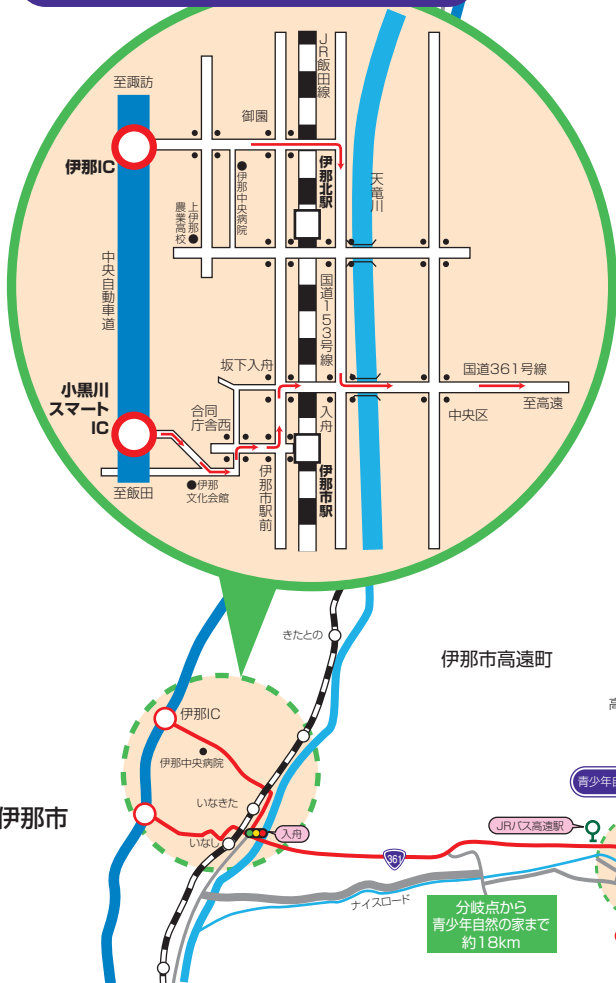 至諏訪
JR飯田線
御園
伊那IC
伊那北駅
伊那中央病院
上伊那
農業高校
天竜川
中央自動車道
国道153号線
坂下入舟
国道361号線
小黒川
スマート
IC
合同
庁舎西
入舟
至高遠
中央区
伊那市駅
伊那市駅前
伊那
文化会館
至飯田
きたとの
伊那市高遠町
伊那IC
伊那中央病院
いなきた
伊那市
入舟
いなし
JRバス高遠駅
青少年自
361
ナイスロード
分岐点から
青少年自然の家まで
約18km